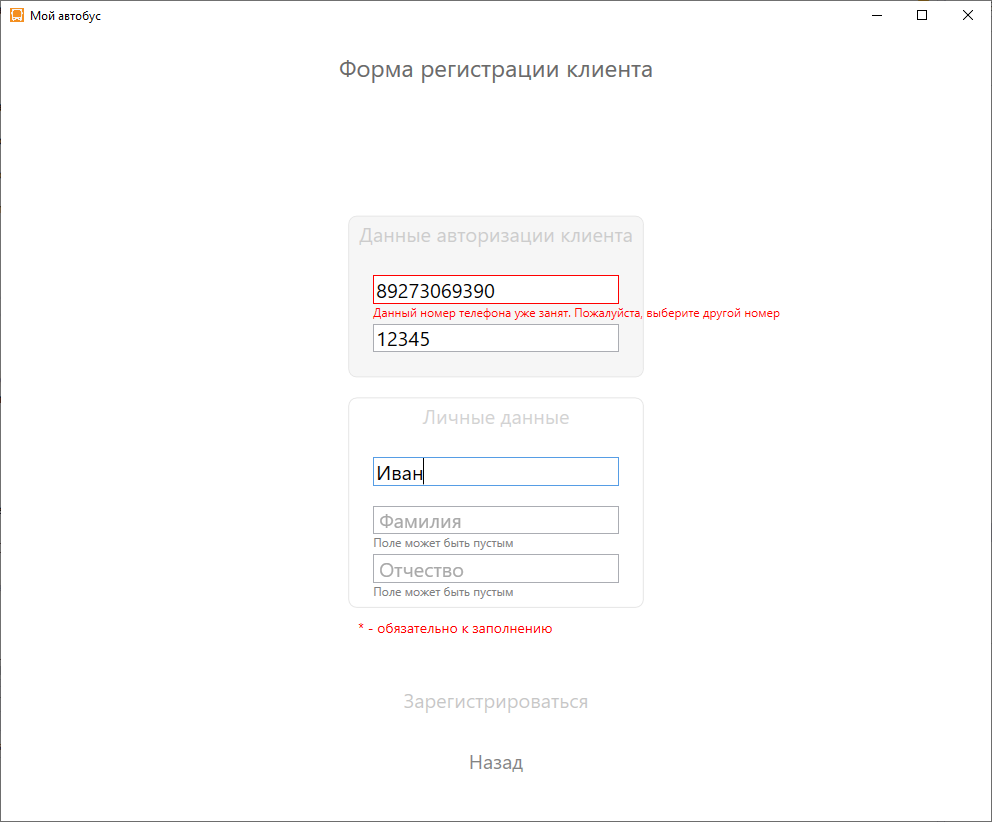 Мой автобус
Форма регистрации клиента
Данные авторизации клиента
89273069390
Данный номер телефона уже занят. Пожалуйста, выберите другой номер
12345
Личные данные
Иван
Фамилия
Поле может быть пустым
Отчество
Поле может быть пустым
* - обязательно к заполнению
Зарегистрироваться
Назад